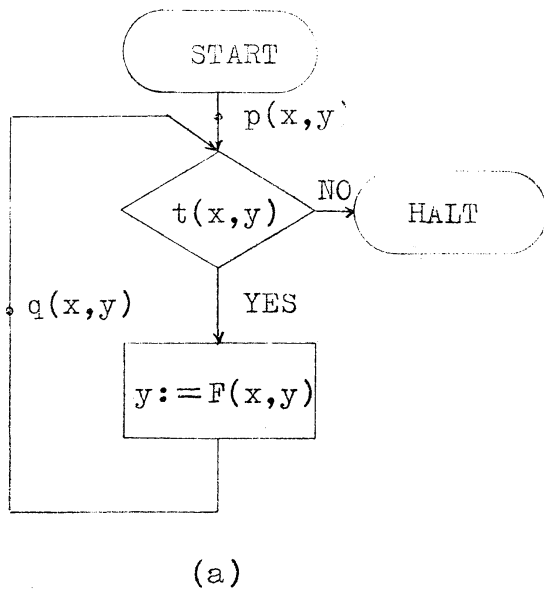 START
p(x,y)
t(x,y)
NO
HALT
q(x,y)
YES
y:=F(x,y)
(a)